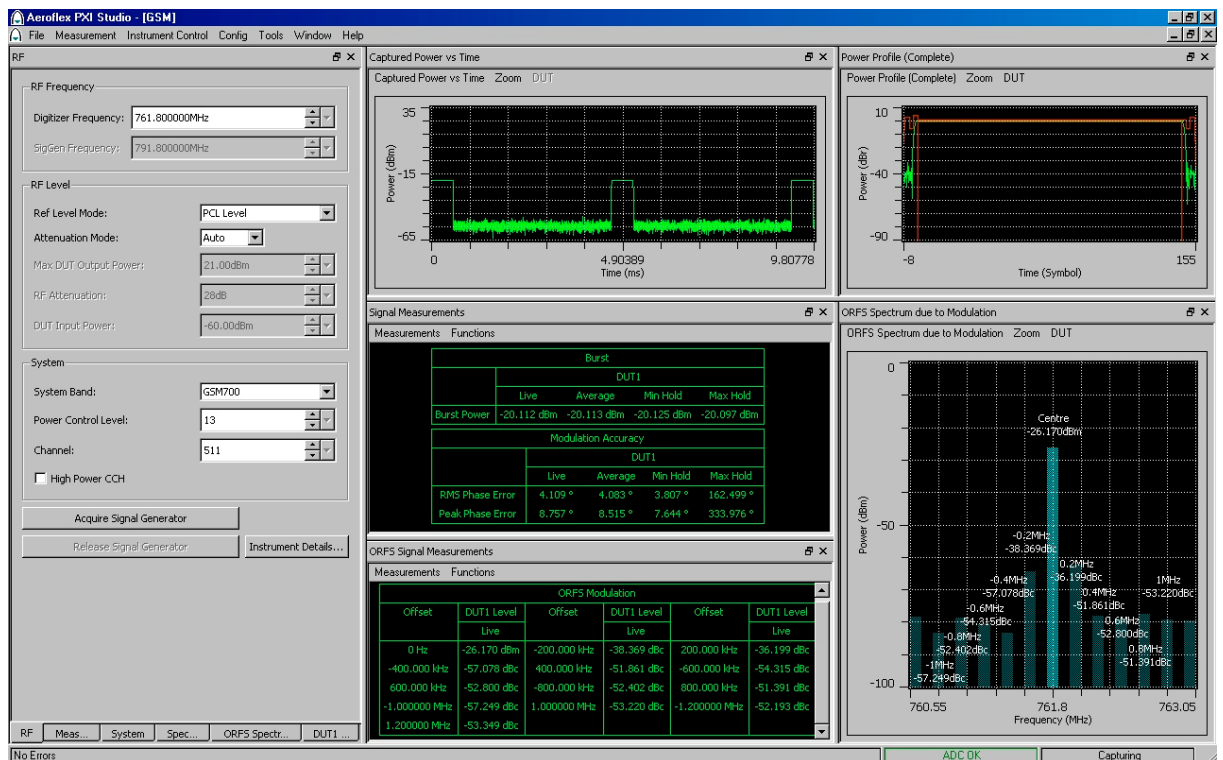 Aeroflex PXI Studio - [GSM]
File Measurement Instrument Control Config Tools Window Help
RF
RF Frequency
Digitizer Frequency: 761.800000MHz
SigGen Frequency: 791.800000MHz
RF Level
Ref Level Mode: PCL Level
Attenuation Mode: Auto
Max DUT Output Power: 21.00dBm
RF Attenuation: 28dB
DUT Input Power: -60.00dBm
System
System Band: GSM700
Power Control Level: 13
Channel: 511
High Power CCH
Acquire Signal Generator
Release Signal Generator Instrument Details...
RF Meas... System Spec... ORFS Spectr... DUT1 ...
Captured Power vs Time
Captured Power vs Time Zoom DUT
35
Power (dBm)
-15
-65
0 4.90389 9.80778
Time (ms)
Power Profile (Complete)
Power Profile (Complete) Zoom DUT
10
Power (dBr)
-40
-90
-8 155
Time (Symbol)
Signal Measurements
Measurements Functions
Burst
DUT1
Live Average Min Hold Max Hold
Burst Power -20.112 dBm -20.113 dBm -20.125 dBm -20.097 dBm
Modulation Accuracy
DUT1
Live Average Min Hold Max Hold
RMS Phase Error 4.109 ° 4.083 ° 3.807 ° 162.499 °
Peak Phase Error 8.757 ° 8.515 ° 7.644 ° 333.976 °
ORFS Signal Measurements
Measurements Functions
ORFS Modulation
Offset DUT1 Level Offset DUT1 Level Offset DUT1 Level
Live Live Live
0 Hz -26.170 dBm -200.000 kHz -38.369 dBc 200.000 kHz -36.199 dBc
-400.000 kHz -57.078 dBc 400.000 kHz -51.861 dBc -600.000 kHz -54.315 dBc
600.000 kHz -52.800 dBc -800.000 kHz -52.402 dBc 800.000 kHz -51.391 dBc
-1.000000 MHz -57.249 dBc 1.000000 MHz -53.220 dBc -1.200000 MHz -52.193 dBc
1.200000 MHz -53.349 dBc
ORFS Spectrum due to Modulation
ORFS Spectrum due to Modulation Zoom DUT
0
Centre
-26.170dBm
Power (dBm)
-50
-0.2MHz
-38.369dBc
0.2MHz
-36.199dBc
-0.4MHz
-57.078dBc
0.4MHz
-51.861dBc
1MHz
-53.220dBc
-0.6MHz
-54.315dBc
0.6MHz
-52.800dBc
-0.8MHz
-52.402dBc
0.8MHz
-51.391dBc
-1MHz
-57.249dBc
-100
760.55 761.8 763.05
Frequency (MHz)
No Errors ADC OK Capturing